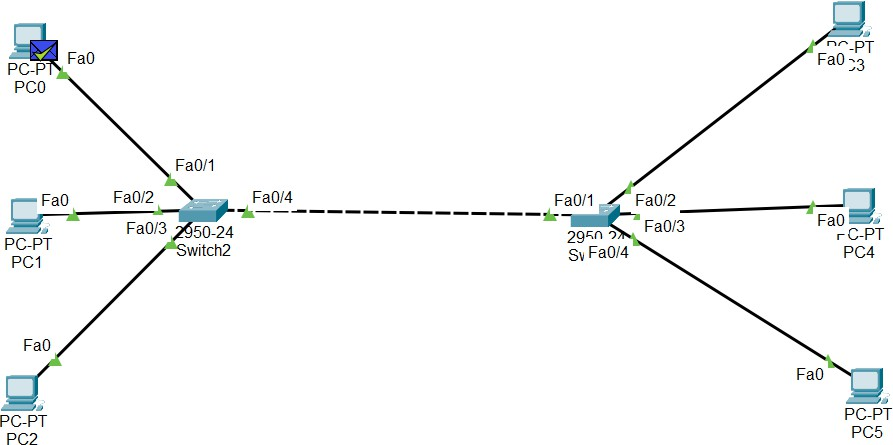 Fa0
PC-PT
PC0
Fa0/1
Fa0
Fa0/2
Fa0/3
PC-PT
PC1
Fa0/4
2950-24
Switch2
Fa0
PC-PT
PC2
Fa0
Fa0/1
Fa0/2
Fa0/3
Fa0/4
Fa0
PC4
Fa0
PC-PT
PC5